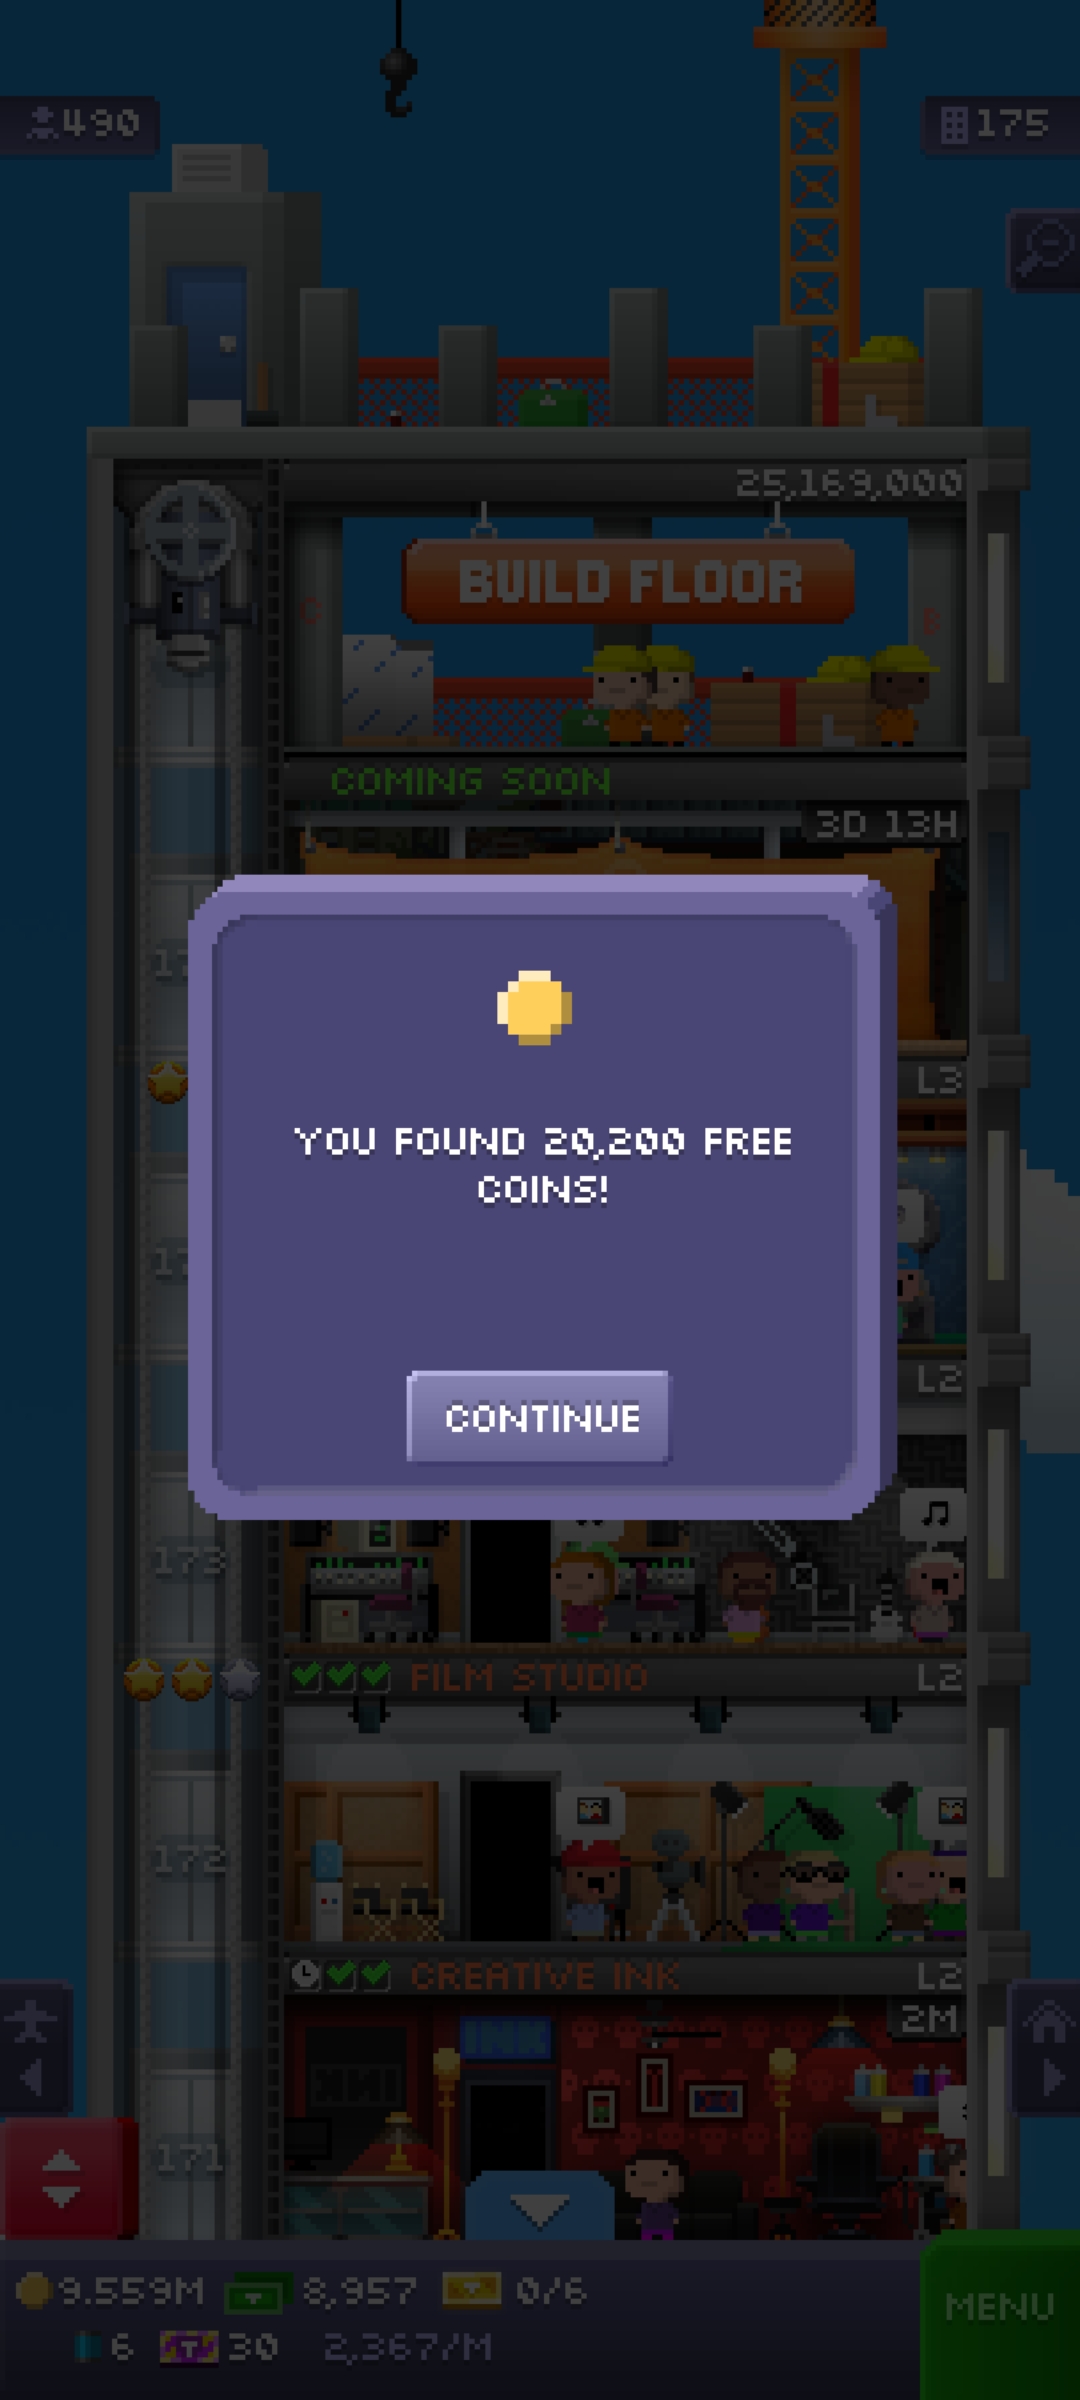 490
175
25,169,000
BUILD FLOOR
C
B
COMING SOON
3D 13H
L3
L2
YOU FOUND 20,200 FREE
COINS!
CONTINUE
173
FILM STUDIO
L2
172
CREATIVE INK
L2
2M
INK
171
9.559M
8,957
0/6
MENU
6
T
30
2,367/M